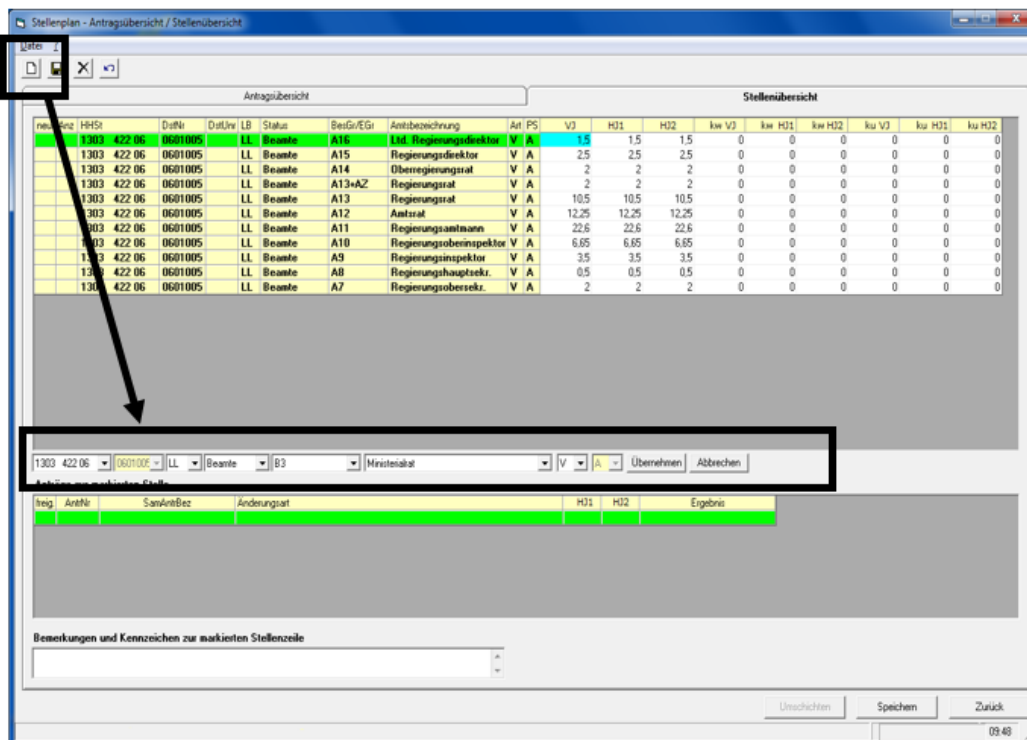 Stellenplan - Antragsübersicht / Stellenübersicht
Datei ?
Antragsübersicht Stellenübersicht
neu Anz HHSt DstNr DstUnr LB Status BesGr/EGr Amtsbezeichnung Art PS VJ HJ1 HJ2 kw VJ kw HJ1 kw HJ2 ku VJ ku HJ1 ku HJ2
1303 422 06 0601005 LL Beamte A16 Ltd. Regierungsdirektor V A 1,5 1,5 1,5 0 0 0 0 0 0
1303 422 06 0601005 LL Beamte A15 Regierungsdirektor V A 2,5 2,5 2,5 0 0 0 0 0 0
1303 422 06 0601005 LL Beamte A14 Oberregierungsrat V A 2 2 2 0 0 0 0 0 0
1303 422 06 0601005 LL Beamte A13+AZ Regierungsrat V A 2 2 2 0 0 0 0 0 0
1303 422 06 0601005 LL Beamte A13 Regierungsrat V A 10,5 10,5 10,5 0 0 0 0 0 0
1303 422 06 0601005 LL Beamte A12 Amtsrat V A 12,25 12,25 12,25 0 0 0 0 0 0
1303 422 06 0601005 LL Beamte A11 Regierungsamtmann V A 22,6 22,6 22,6 0 0 0 0 0 0
1303 422 06 0601005 LL Beamte A10 Regierungsoberinspektor V A 6,65 6,65 6,65 0 0 0 0 0 0
1303 422 06 0601005 LL Beamte A9 Regierungsinspektor V A 3,5 3,5 3,5 0 0 0 0 0 0
422 06 0601005 LL Beamte A8 Regierungshauptsekr. V A 0,5 0,5 0,5 0 0 0 0 0 0
422 06 0601005 LL Beamte A7 Regierungsobersekr. V A 2 2 2 0 0 0 0 0 0
1303 422 06 0601005 LL Beamte B3 Ministerialrat V A Übernehmen Abbrechen
Anträge zur markierten Stelle
freig. AntrNr SamAntrBez Änderungsart HJ1 HJ2 Ergebnis
Bemerkungen und Kennzeichen zur markierten Stellenzeile
Umschichten Speichern Zurück
09:48